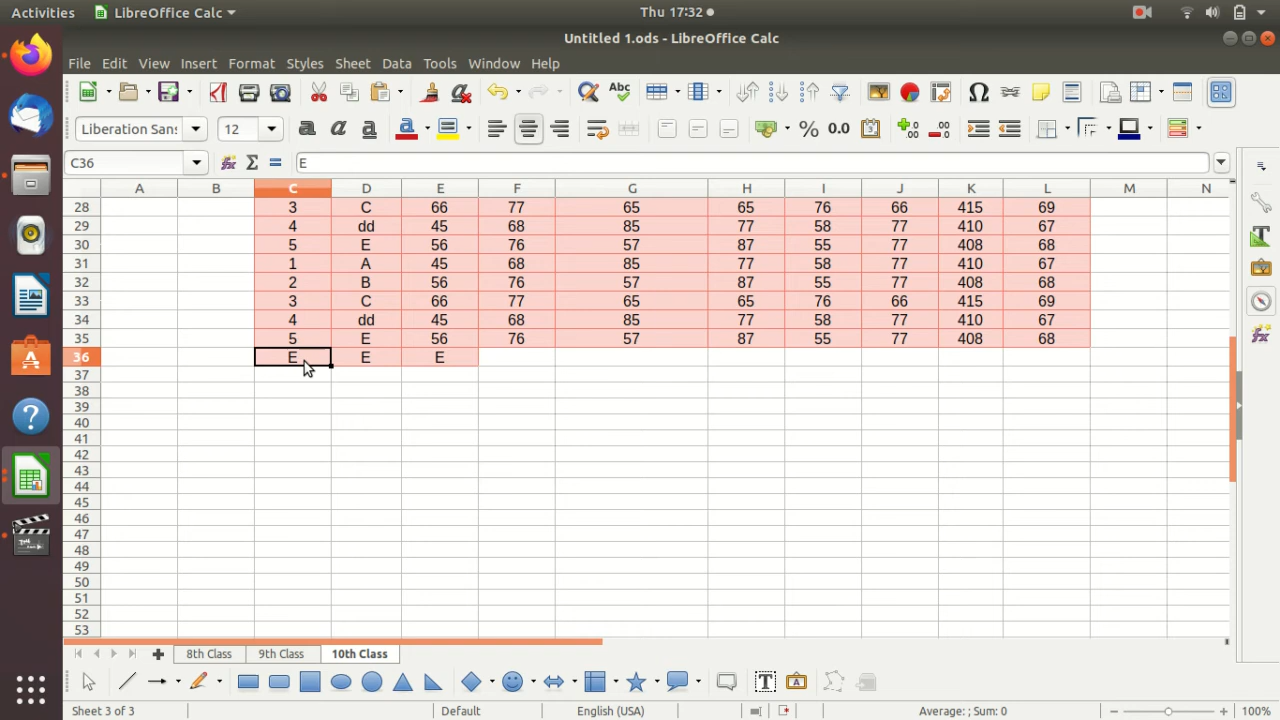 Activities LibreOffice Calc Thu 17:32
Untitled 1.ods - LibreOffice Calc
File Edit View Insert Format Styles Sheet Data Tools Window Help
Abc
Liberation Sans 12 a a a a % 0.0
C36 fx Σ = E
A B C D E F G H I J K L M N
28 3 C 66 77 65 65 76 66 415 69
29 4 dd 45 68 85 77 58 77 410 67
30 5 E 56 76 57 87 55 77 408 68
31 1 A 45 68 85 77 58 77 410 67
32 2 B 56 76 57 87 55 77 408 68
33 3 C 66 77 65 65 76 66 415 69
34 4 dd 45 68 85 77 58 77 410 67
35 5 E 56 76 57 87 55 77 408 68
36 E E E
37
38
39
40
41
42
43
44
45
46
47
48
49
50
51
52
53
8th Class 9th Class 10th Class
Sheet 3 of 3 Default English (USA) Average: ; Sum: 0 100%